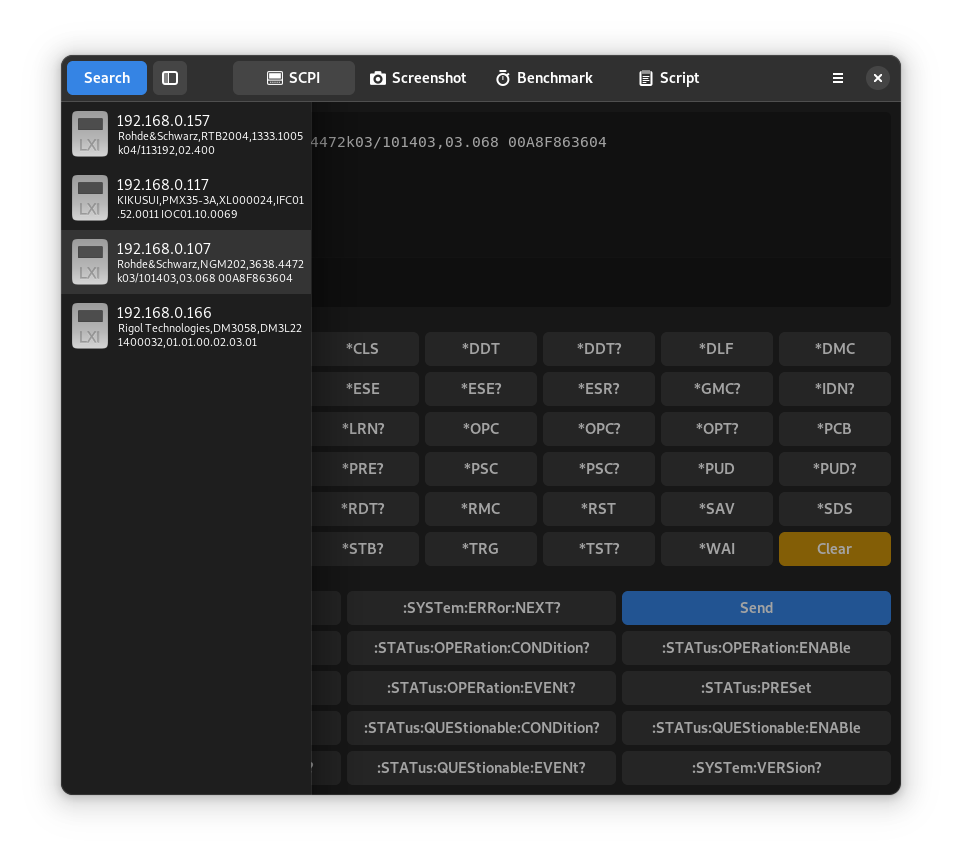 Search
SCPI
Screenshot
Benchmark
Script
LXI
192.168.0.157
Rohde&Schwarz,RTB2004,1333.1005
k04/113192,02.400
LXI
192.168.0.117
KIKUSUI,PMX35-3A,XL000024,IFC01
.52.0011 IOC01.10.0069
LXI
192.168.0.107
Rohde&Schwarz,NGM202,3638.4472
k03/101403,03.068 00A8F863604
LXI
192.168.0.166
Rigol Technologies,DM3058,DM3L22
1400032,01.01.00.02.03.01
4472k03/101403,03.068 00A8F863604
*CLS *DDT *DDT? *DLF *DMC
*ESE *ESE? *ESR? *GMC? *IDN?
*LRN? *OPC *OPC? *OPT? *PCB
*PRE? *PSC *PSC? *PUD *PUD?
*RDT? *RMC *RST *SAV *SDS
*STB? *TRG *TST? *WAI Clear
:SYSTem:ERRor:NEXT? Send
:STATus:OPERation:CONDition? :STATus:OPERation:ENABle
:STATus:OPERation:EVENt? :STATus:PRESet
:STATus:QUEStionable:CONDition? :STATus:QUEStionable:ENABle
? :STATus:QUEStionable:EVENt? :SYSTem:VERSion?